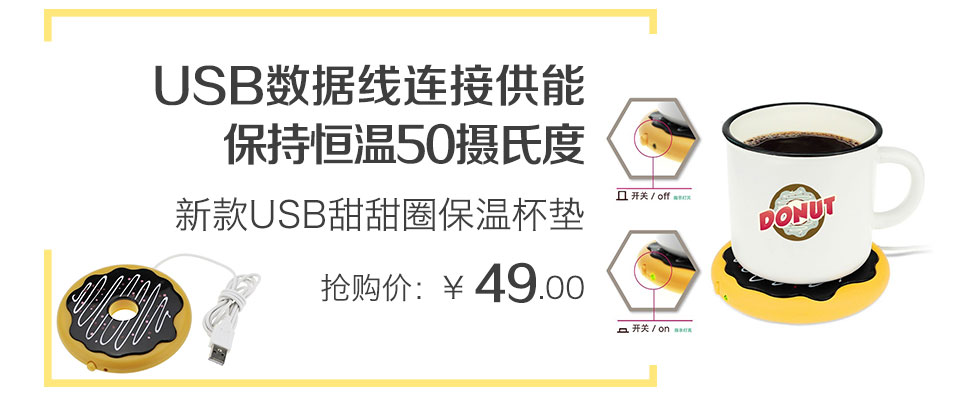 USB数据线连接供能
保持恒温50摄氏度
新款USB甜甜圈保温杯垫
抢购价：￥49.00
开关 / off
开关 / on
DONUT